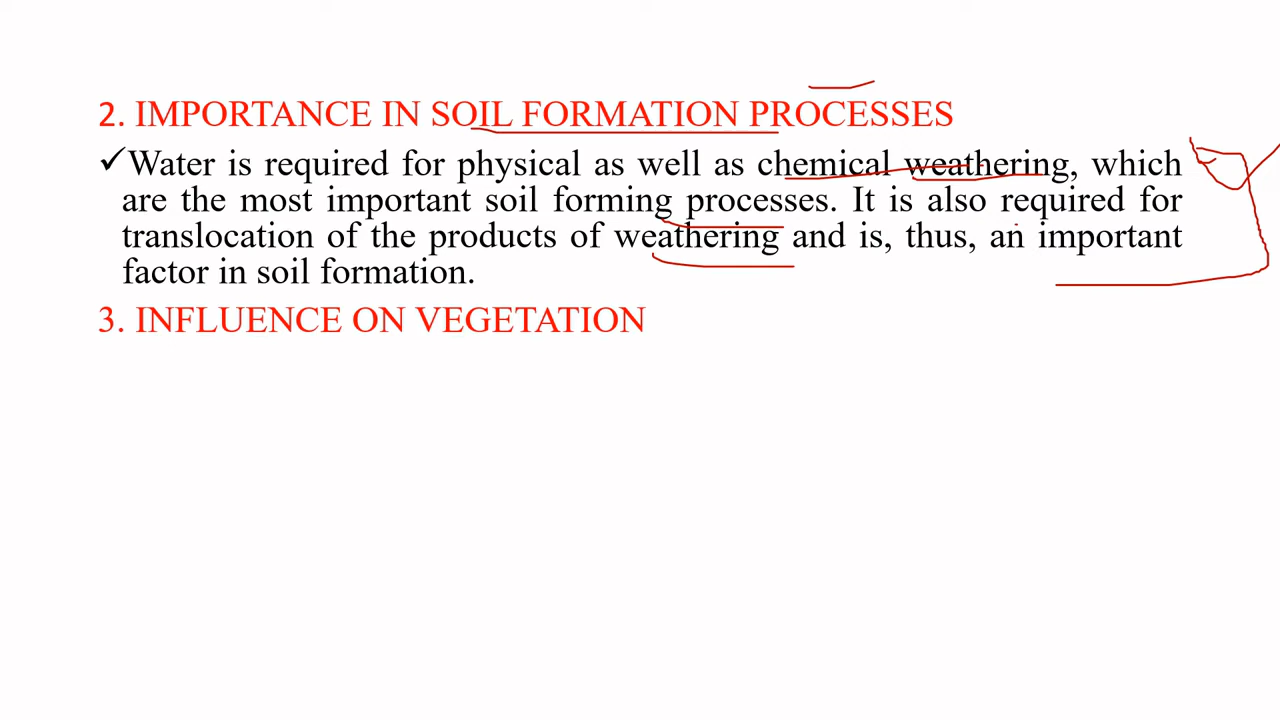 2. IMPORTANCE IN SOIL FORMATION PROCESSES
✓Water is required for physical as well as chemical weathering, which
are the most important soil forming processes. It is also required for
translocation of the products of weathering and is, thus, an important
factor in soil formation.
3. INFLUENCE ON VEGETATION